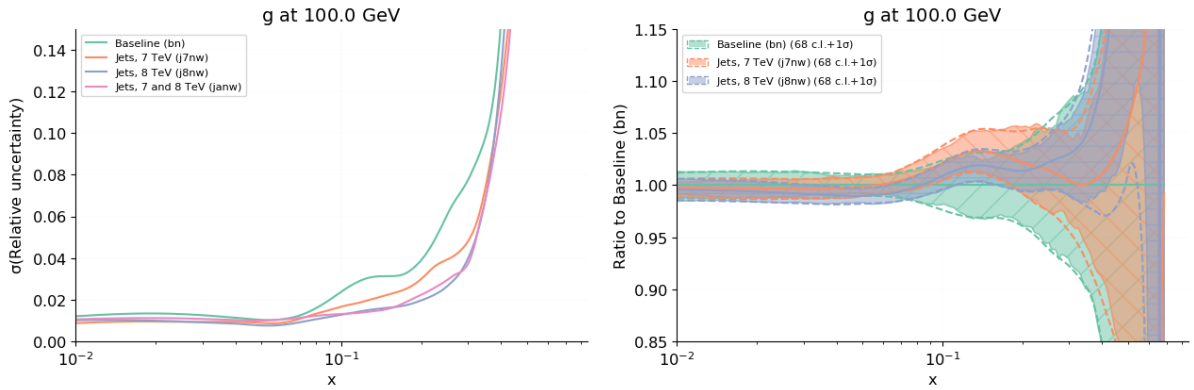 g at 100.0 GeV
σ(Relative uncertainty)
0.14
0.12
0.10
0.08
0.06
0.04
0.02
0.00
Baseline (bn)
Jets, 7 TeV (j7nw)
Jets, 8 TeV (j8nw)
Jets, 7 and 8 TeV (janw)
10⁻²
10⁻¹
x
g at 100.0 GeV
Ratio to Baseline (bn)
1.15
1.10
1.05
1.00
0.95
0.90
0.85
Baseline (bn) (68 c.l.+1σ)
Jets, 7 TeV (j7nw) (68 c.l.+1σ)
Jets, 8 TeV (j8nw) (68 c.l.+1σ)
10⁻²
10⁻¹
x